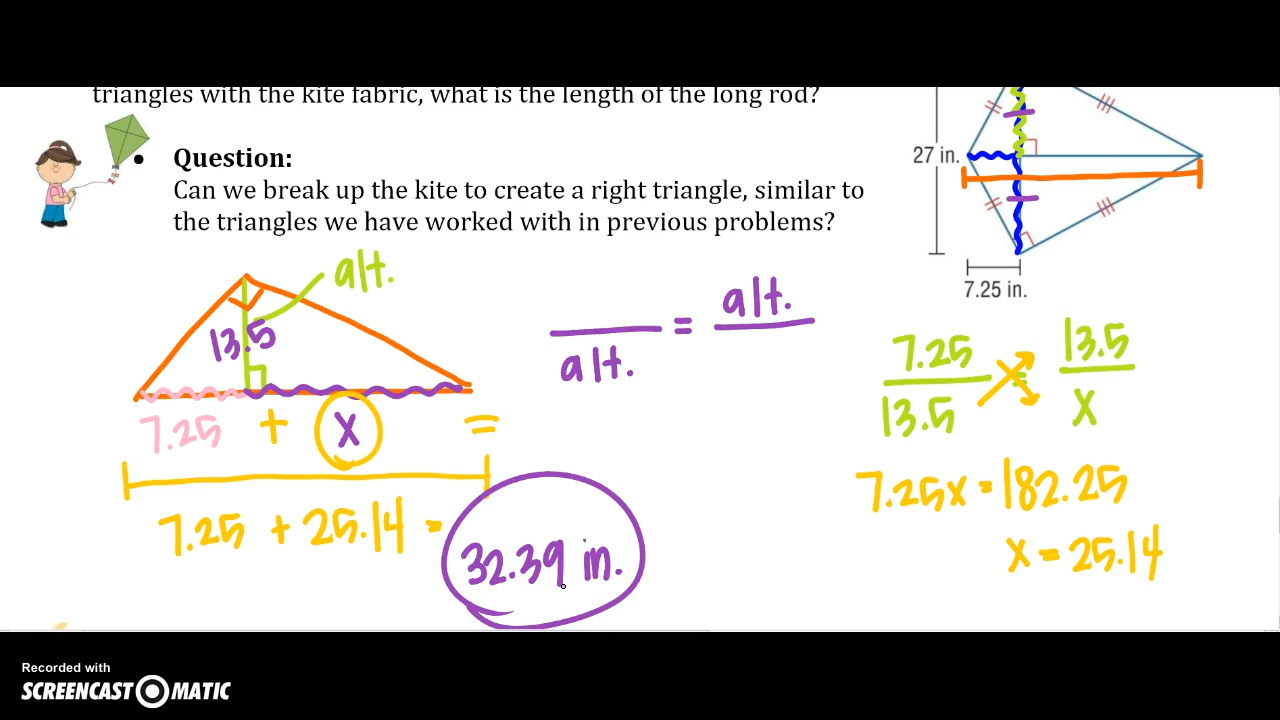 triangles with the kite fabric, what is the length of the long rod?
• Question:
Can we break up the kite to create a right triangle, similar to
the triangles we have worked with in previous problems?
27 in.
7.25 in.
alt.
13.5
7.25 + x =
7.25 + 25.14 =
32.39 in.
alt. = alt.
7.25 = 13.5
13.5 x
7.25x = 182.25
x = 25.14
Recorded with
SCREENCAST MATIC